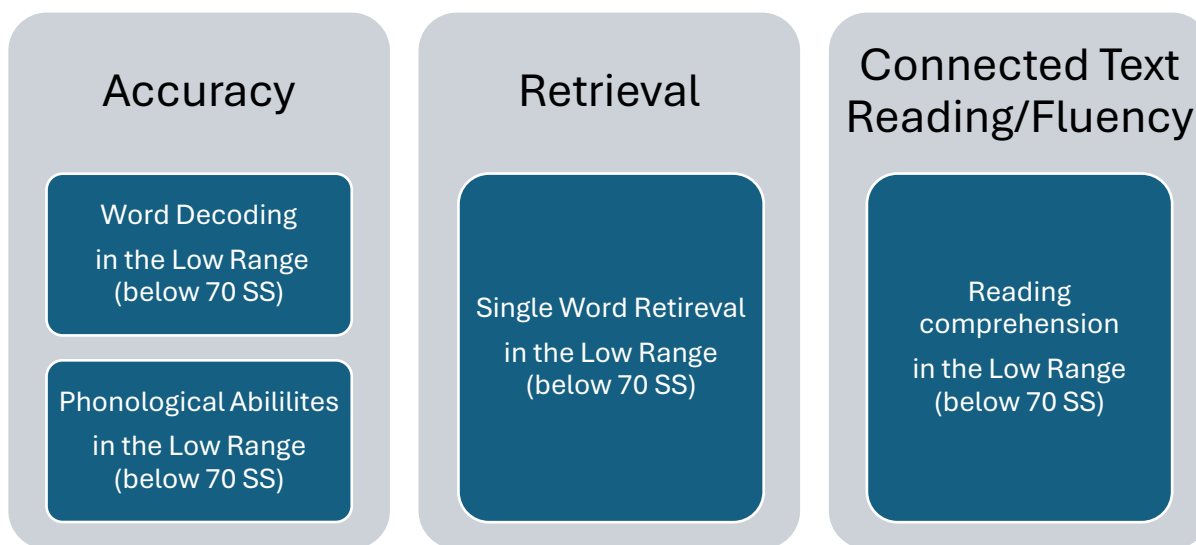 Accuracy
Word Decoding
in the Low Range
(below 70 SS)
Phonological Abililites
in the Low Range
(below 70 SS)
Retrieval
Single Word Retireval
in the Low Range
(below 70 SS)
Connected Text
Reading/Fluency
Reading
comprehension
in the Low Range
(below 70 SS)